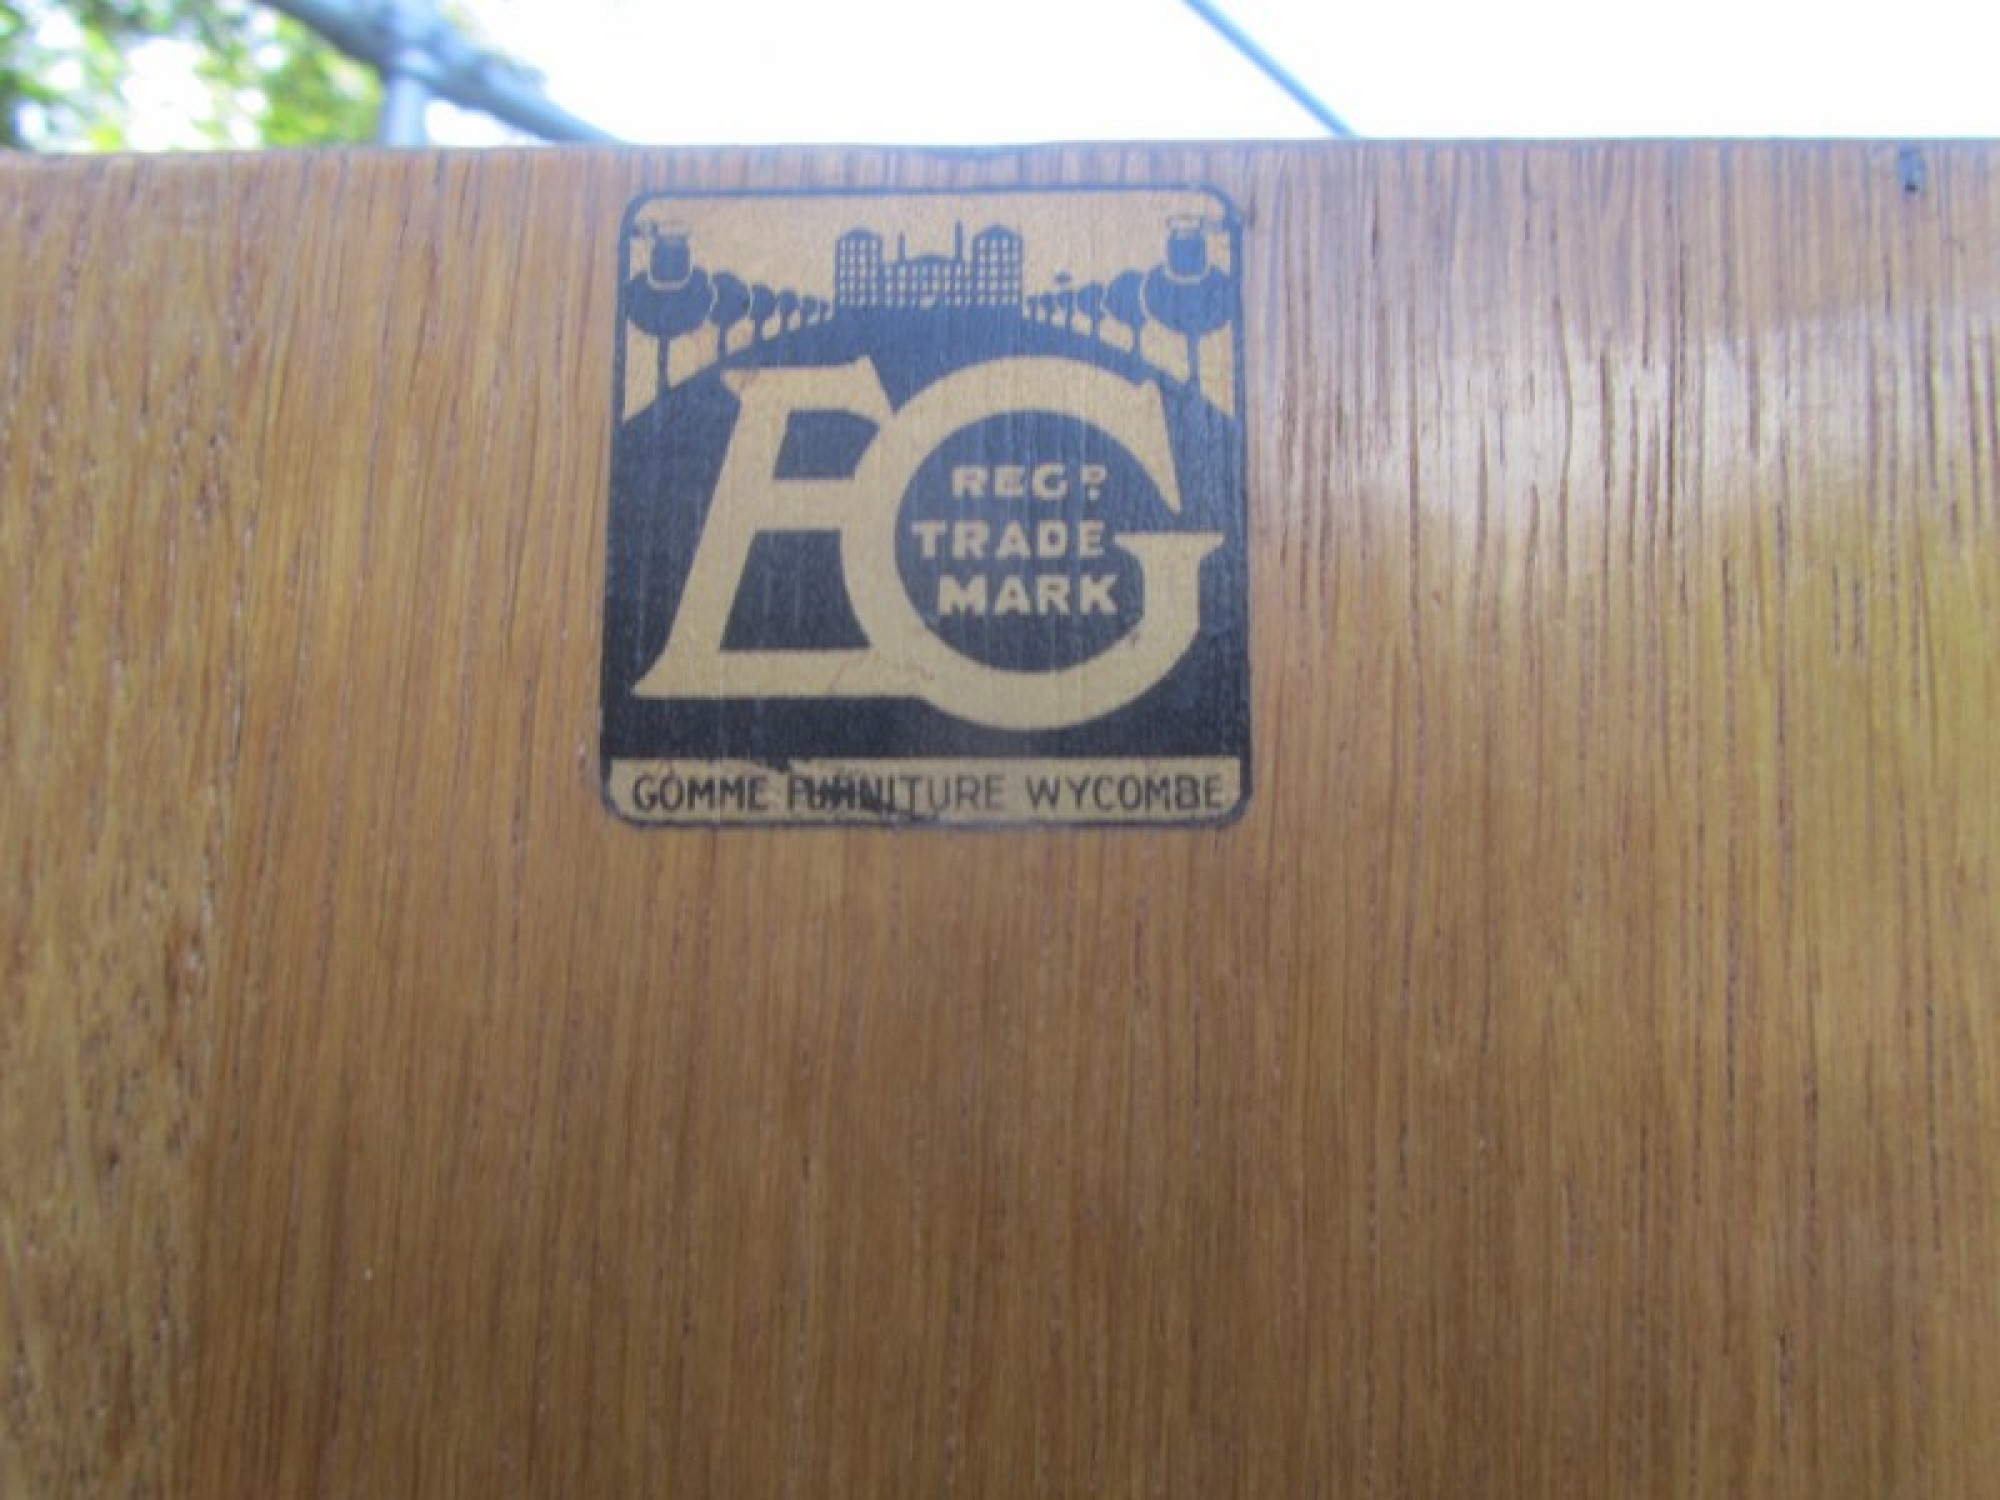 EG
REGD.
TRADE
MARK
GOMME FURNITURE WYCOMBE